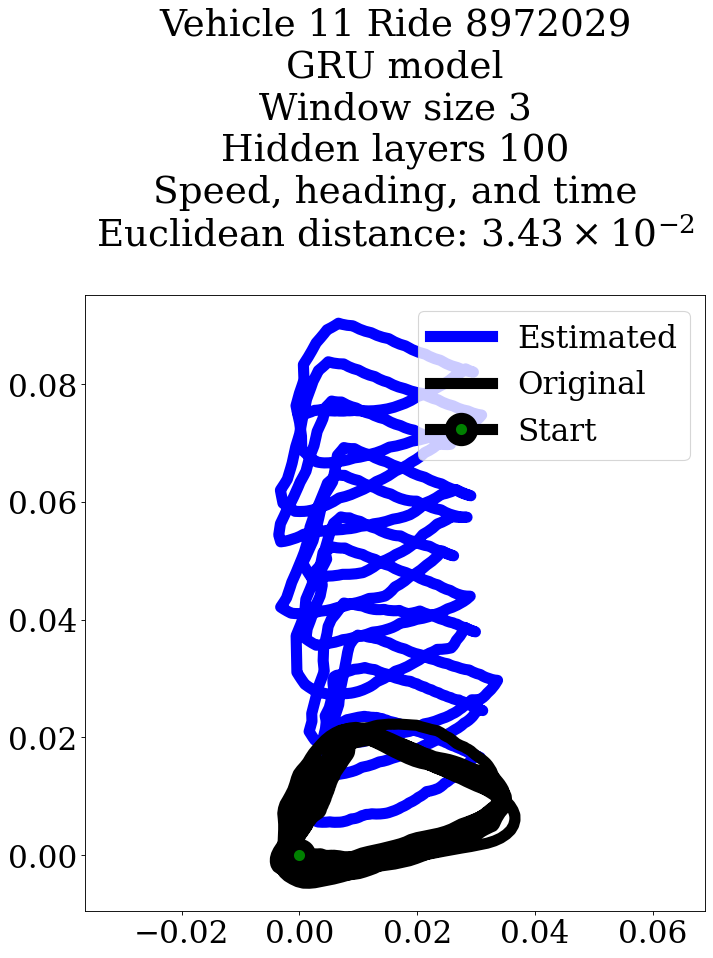 Vehicle 11 Ride 8972029
GRU model
Window size 3
Hidden layers 100
Speed, heading, and time
Euclidean distance: 3.43 × 10⁻²
Estimated
Original
Start
0.08
0.06
0.04
0.02
0.00
−0.02 0.00 0.02 0.04 0.06